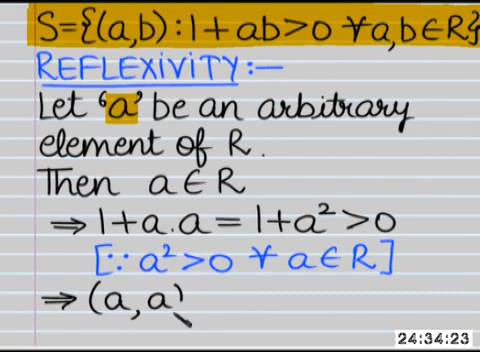 S={(a,b):1+ab>0 ∀a,b∈R}
REFLEXIVITY:—
Let 'a' be an arbitrary
element of R.
Then a∈R
⇒1+a.a=1+a²>0
[∵a²>0 ∀ a∈R]
⇒(a,a)
24:34:23